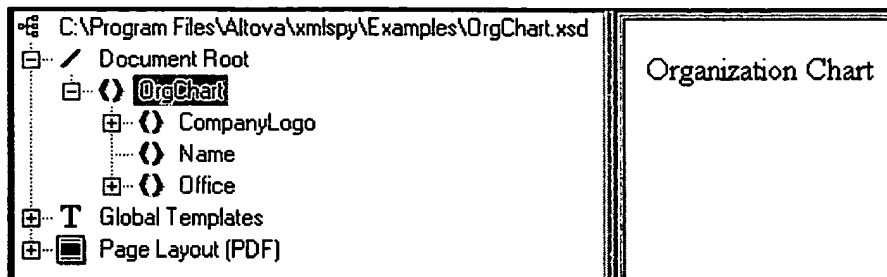 C:\Program Files\Altova\xmlspy\Examples\OrgChart.xsd
Document Root
OrgChart
CompanyLogo
Name
Office
T Global Templates
Page Layout (PDF)
Organization Chart